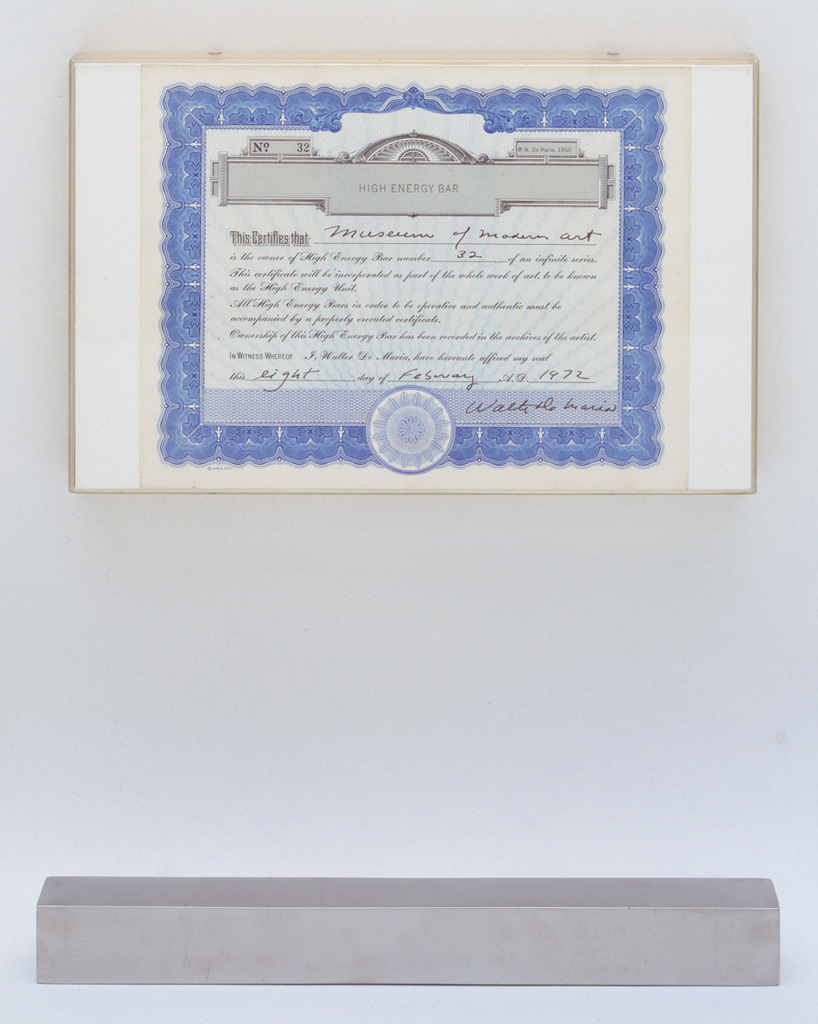 Nº 32
© W. De Maria, 1966
HIGH ENERGY BAR
This Certifies that Museum of modern art
is the owner of High Energy Bar number 32 of an infinite series.
This certificate will be incorporated as part of the whole work of art, to be known
as the High Energy Unit.
All High Energy Bars in order to be operative and authentic must be
accompanied by a properly executed certificate.
Ownership of this High Energy Bar has been recorded in the archives of the artist.
IN WITNESS WHEREOF I, Walter De Maria, have hereunto affixed my seal
this eight day of February A.D. 1972
Walter De Maria